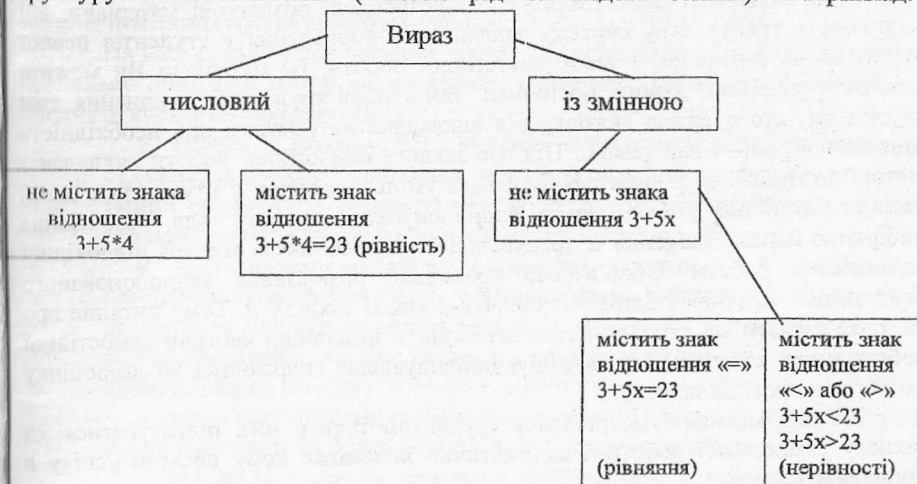 Вираз
числовий
із змінною
не містить знака
відношення
3+5*4
містить знак
відношення
3+5*4=23 (рівність)
не містить знака
відношення 3+5х
містить знак
відношення «=»
3+5х=23
(рівняння)
містить знак
відношення
«<» або «>»
3+5х<23
3+5х>23
(нерівності)